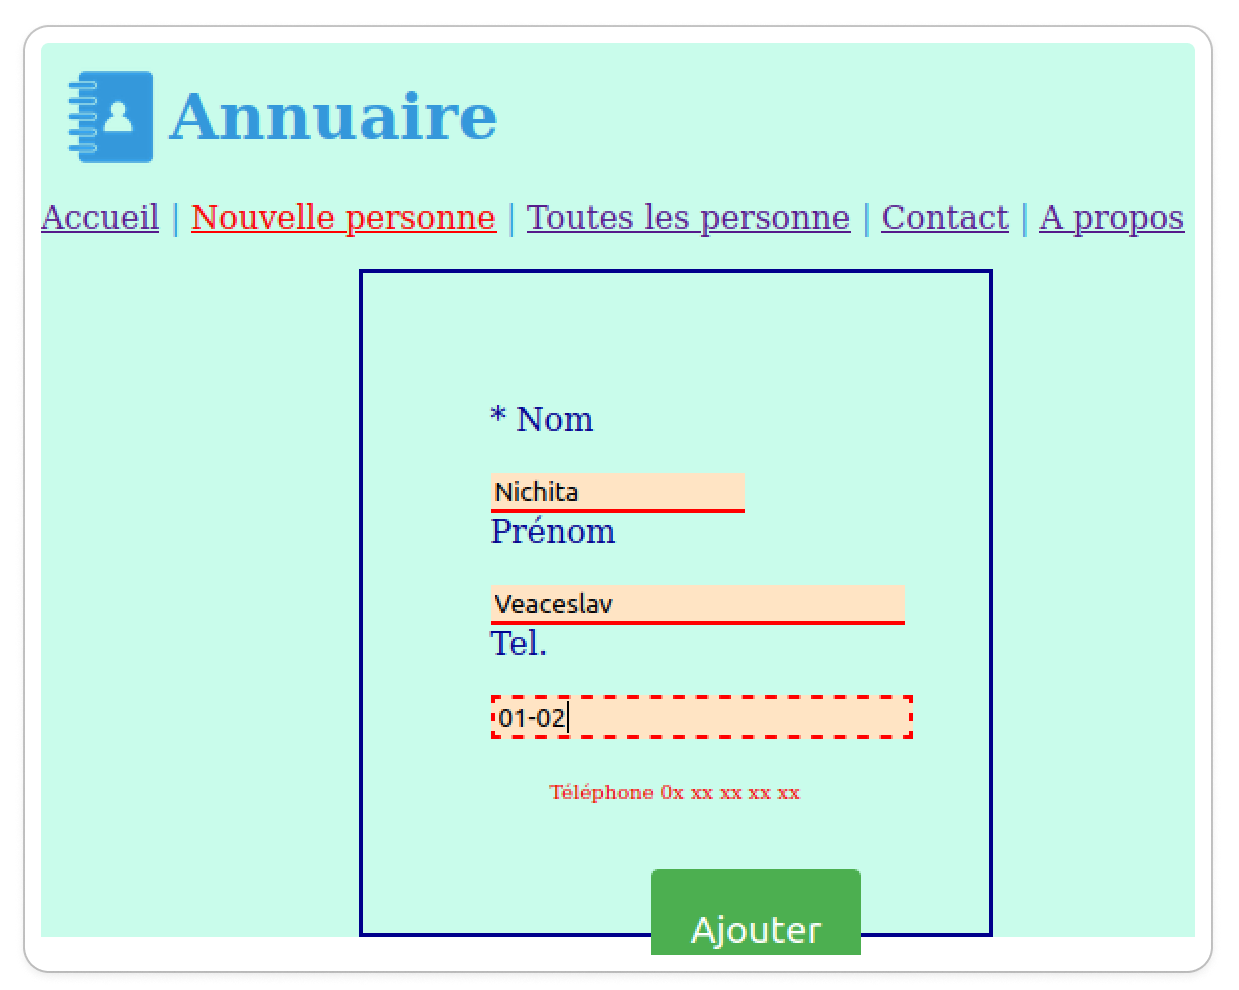 Annuaire
Accueil | Nouvelle personne | Toutes les personne | Contact | A propos
* Nom
Nichita
Prénom
Veaceslav
Tel.
01-02
Téléphone 0x xx xx xx xx
Ajouter